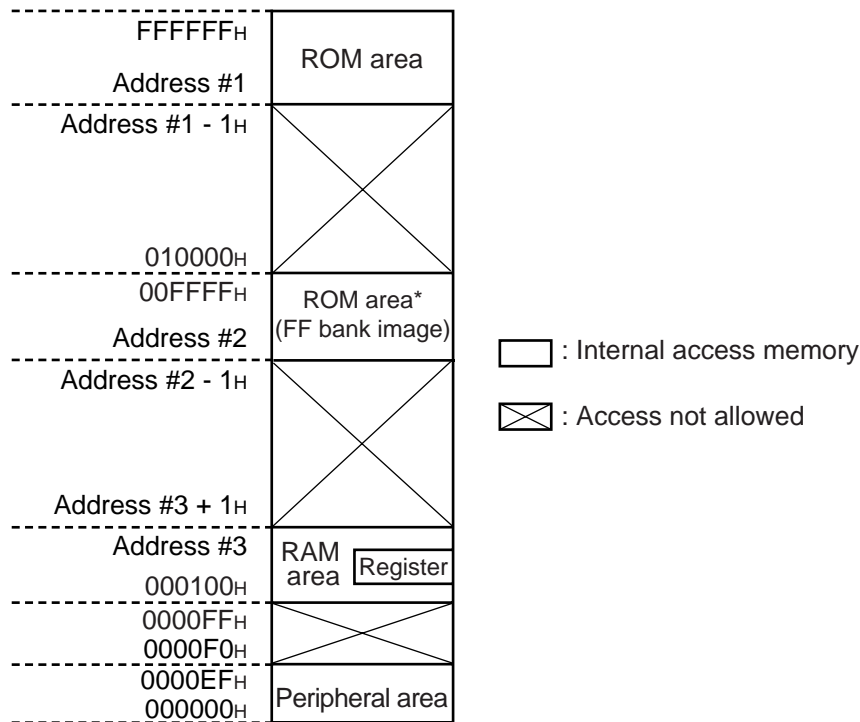 FFFFFFH
ROM area
Address #1
Address #1 - 1H
010000H
00FFFFH
ROM area*
(FF bank image)
Address #2
: Internal access memory
Address #2 - 1H
: Access not allowed
Address #3 + 1H
Address #3
RAM
area
Register
000100H
0000FFH
0000F0H
0000EFH
Peripheral area
000000H